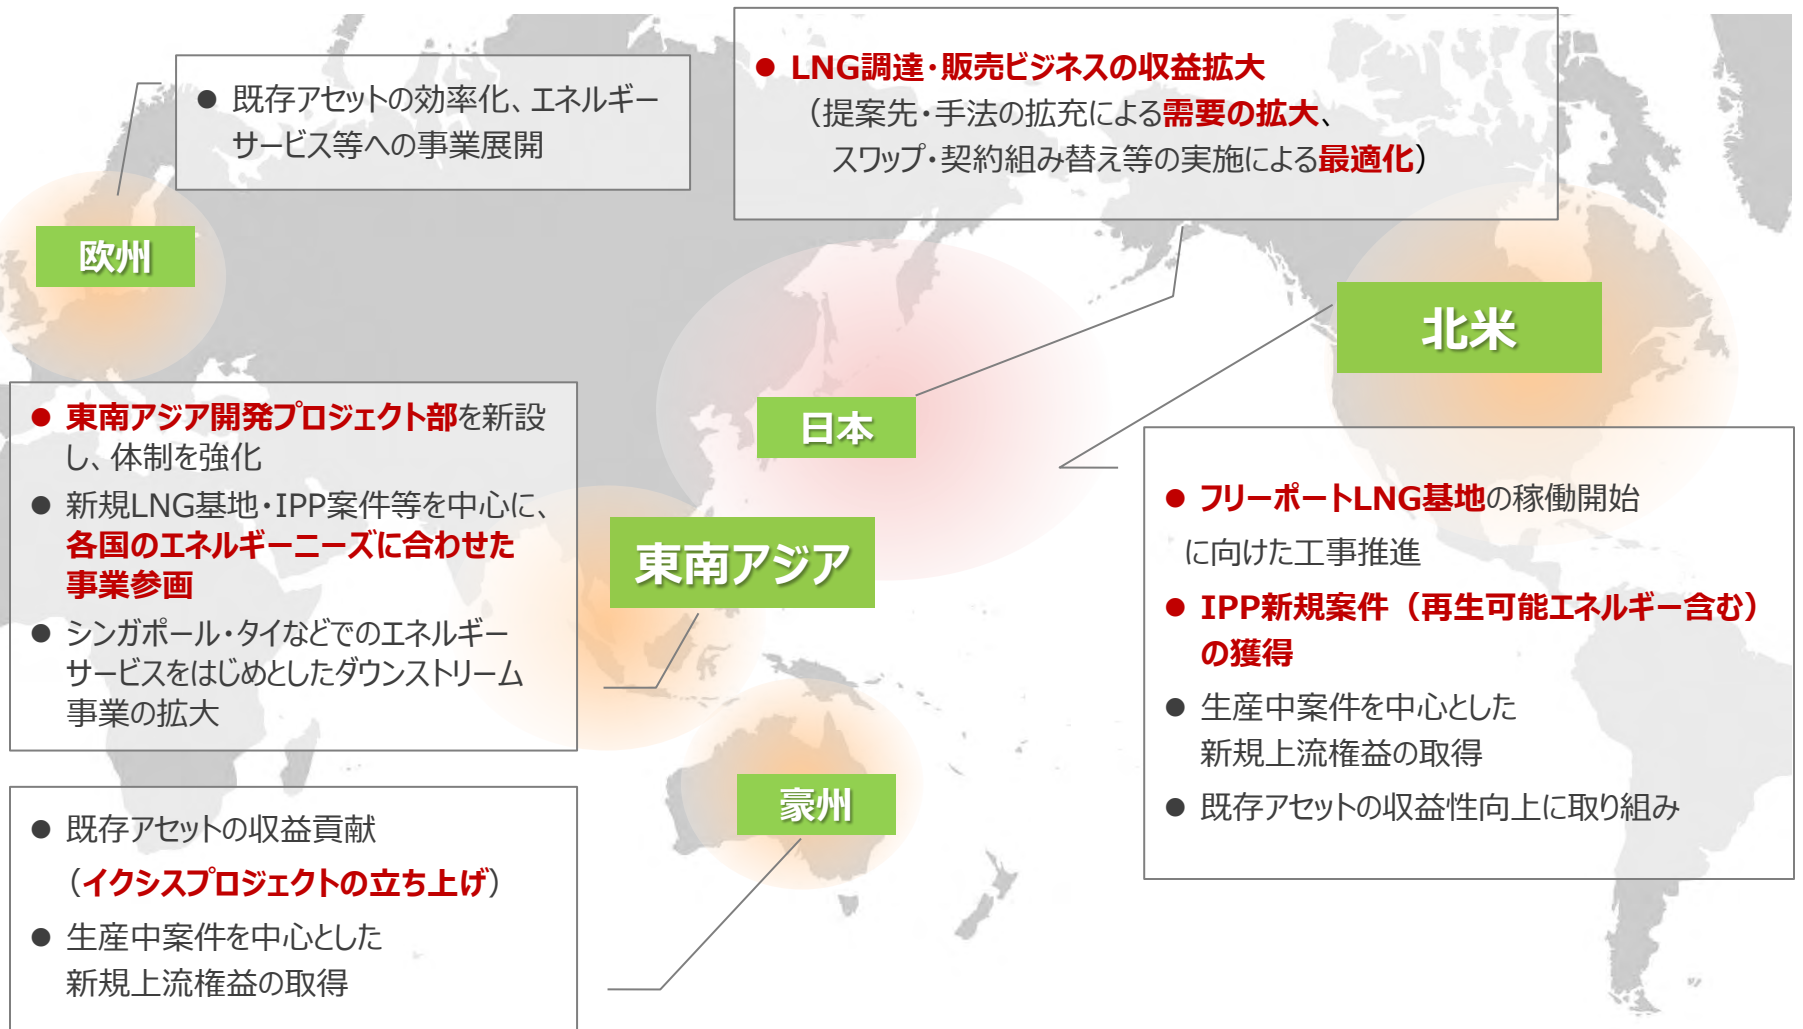 ● 既存アセットの効率化、エネルギー
サービス等への事業展開
● LNG調達・販売ビジネスの収益拡大
（提案先・手法の拡充による需要の拡大、
スワップ・契約組み替え等の実施による最適化）
欧州
北米
日本
東南アジア
豪州
● 東南アジア開発プロジェクト部を新設
し、体制を強化
● 新規LNG基地・IPP案件等を中心に、
各国のエネルギーニーズに合わせた
事業参画
● シンガポール・タイなどでのエネルギー
サービスをはじめとしたダウンストリーム
事業の拡大
● フリーポートLNG基地の稼働開始
に向けた工事推進
● IPP新規案件（再生可能エネルギー含む）
の獲得
● 生産中案件を中心とした
新規上流権益の取得
● 既存アセットの収益性向上に取り組み
● 既存アセットの収益貢献
（イクシスプロジェクトの立ち上げ）
● 生産中案件を中心とした
新規上流権益の取得